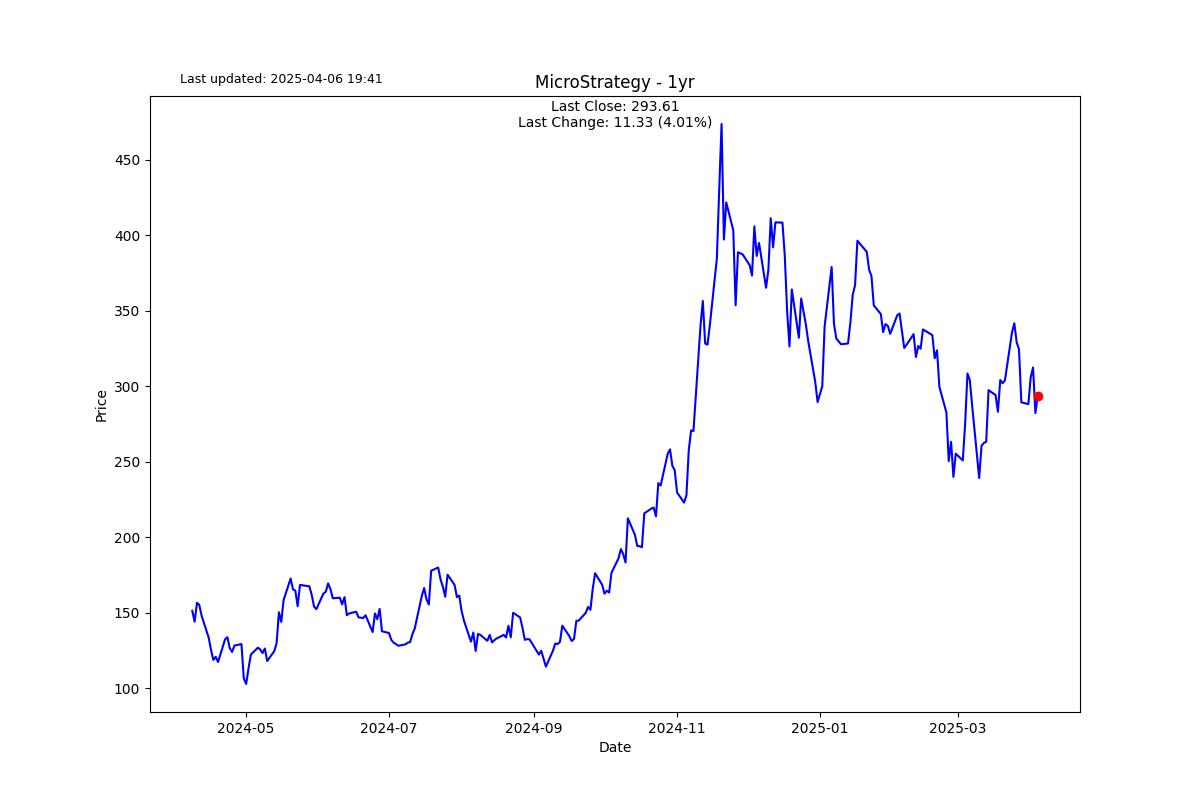 Last updated: 2025-04-06 19:41
MicroStrategy - 1yr
Last Close: 293.61
Last Change: 11.33 (4.01%)
450
400
350
300
250
200
150
100
Price
2024-05
2024-07
2024-09
2024-11
2025-01
2025-03
Date